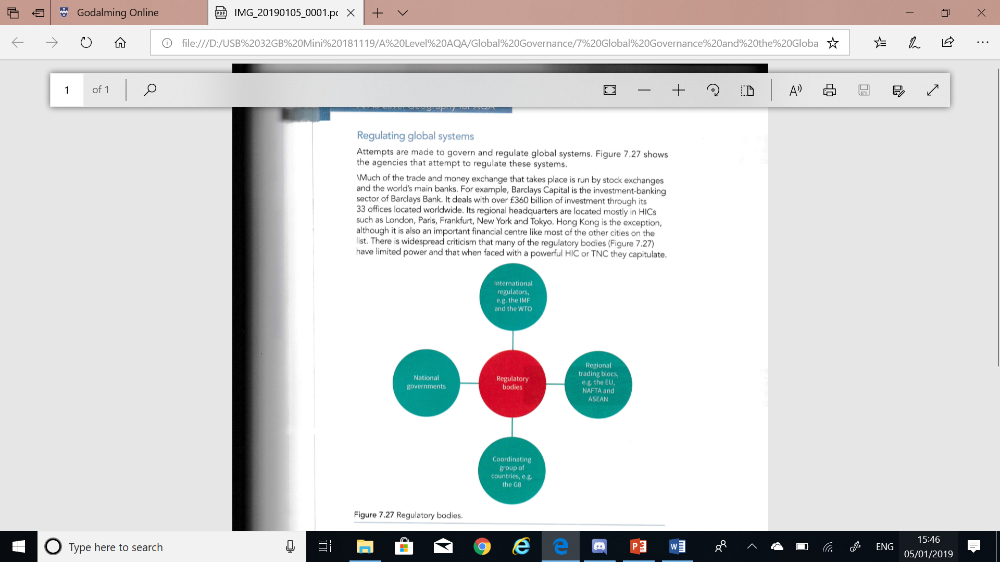 Godalming Online
PDF
IMG_20190105_0001.pc
file:///D:/USB%2032GB%20Mini%20181119/A%20Level%20AQA/Global%20Governance/7%20Global%20Governance%20and%20the%20Globa
1
of 1
Level Geography for AQA
Regulating global systems
Attempts are made to govern and regulate global systems. Figure 7.27 shows
the agencies that attempt to regulate these systems.
\Much of the trade and money exchange that takes place is run by stock exchanges
and the world's main banks. For example, Barclays Capital is the investment-banking
sector of Barclays Bank. It deals with over £360 billion of investment through its
33 offices located worldwide. Its regional headquarters are located mostly in HICs
such as London, Paris, Frankfurt, New York and Tokyo. Hong Kong is the exception,
although it is also an important financial centre like most of the other cities on the
list. There is widespread criticism that many of the regulatory bodies (Figure 7.27)
have limited power and that when faced with a powerful HIC or TNC they capitulate.
International
regulators,
e.g. the IMF
and the WTO
National
governments
Regulatory
bodies
Regional
trading blocs,
e.g. the EU,
NAFTA and
ASEAN
Coordinating
group of
countries, e.g.
the G8
Figure 7.27 Regulatory bodies.
Type here to search
ENG
15:46
05/01/2019